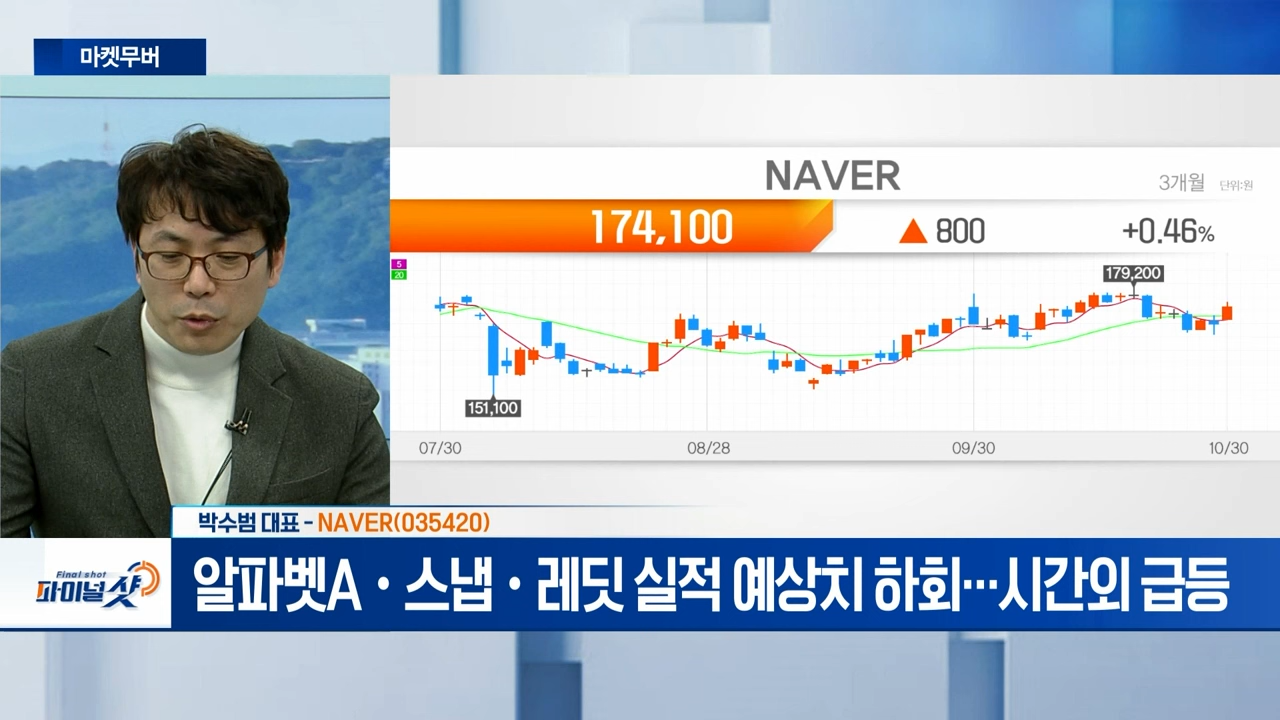 마켓무버
NAVER
3개월 단위:원
174,100 ▲ 800 +0.46%
5
20
179,200
151,100
07/30 08/28 09/30 10/30
박수범 대표 - NAVER(035420)
Final shot
파이널샷
알파벳A·스냅·레딧 실적 예상치 하회…시간외 급등